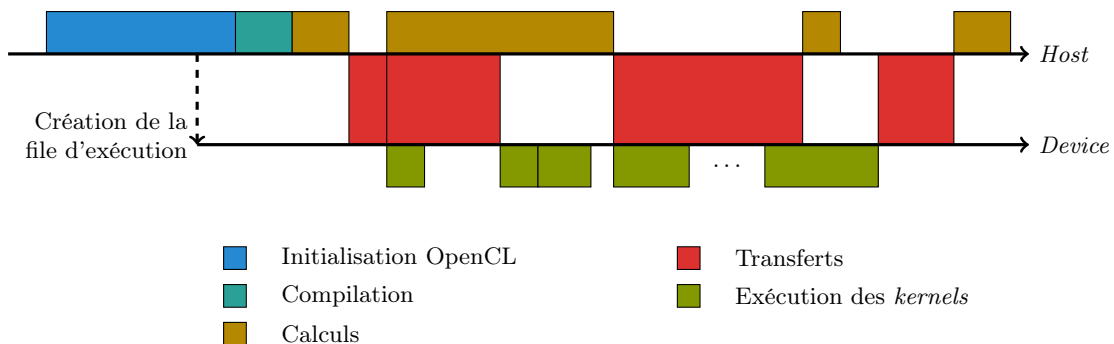 Host
Création de la
file d'exécution
Device
...
Initialisation OpenCL
Transferts
Compilation
Exécution des kernels
Calculs